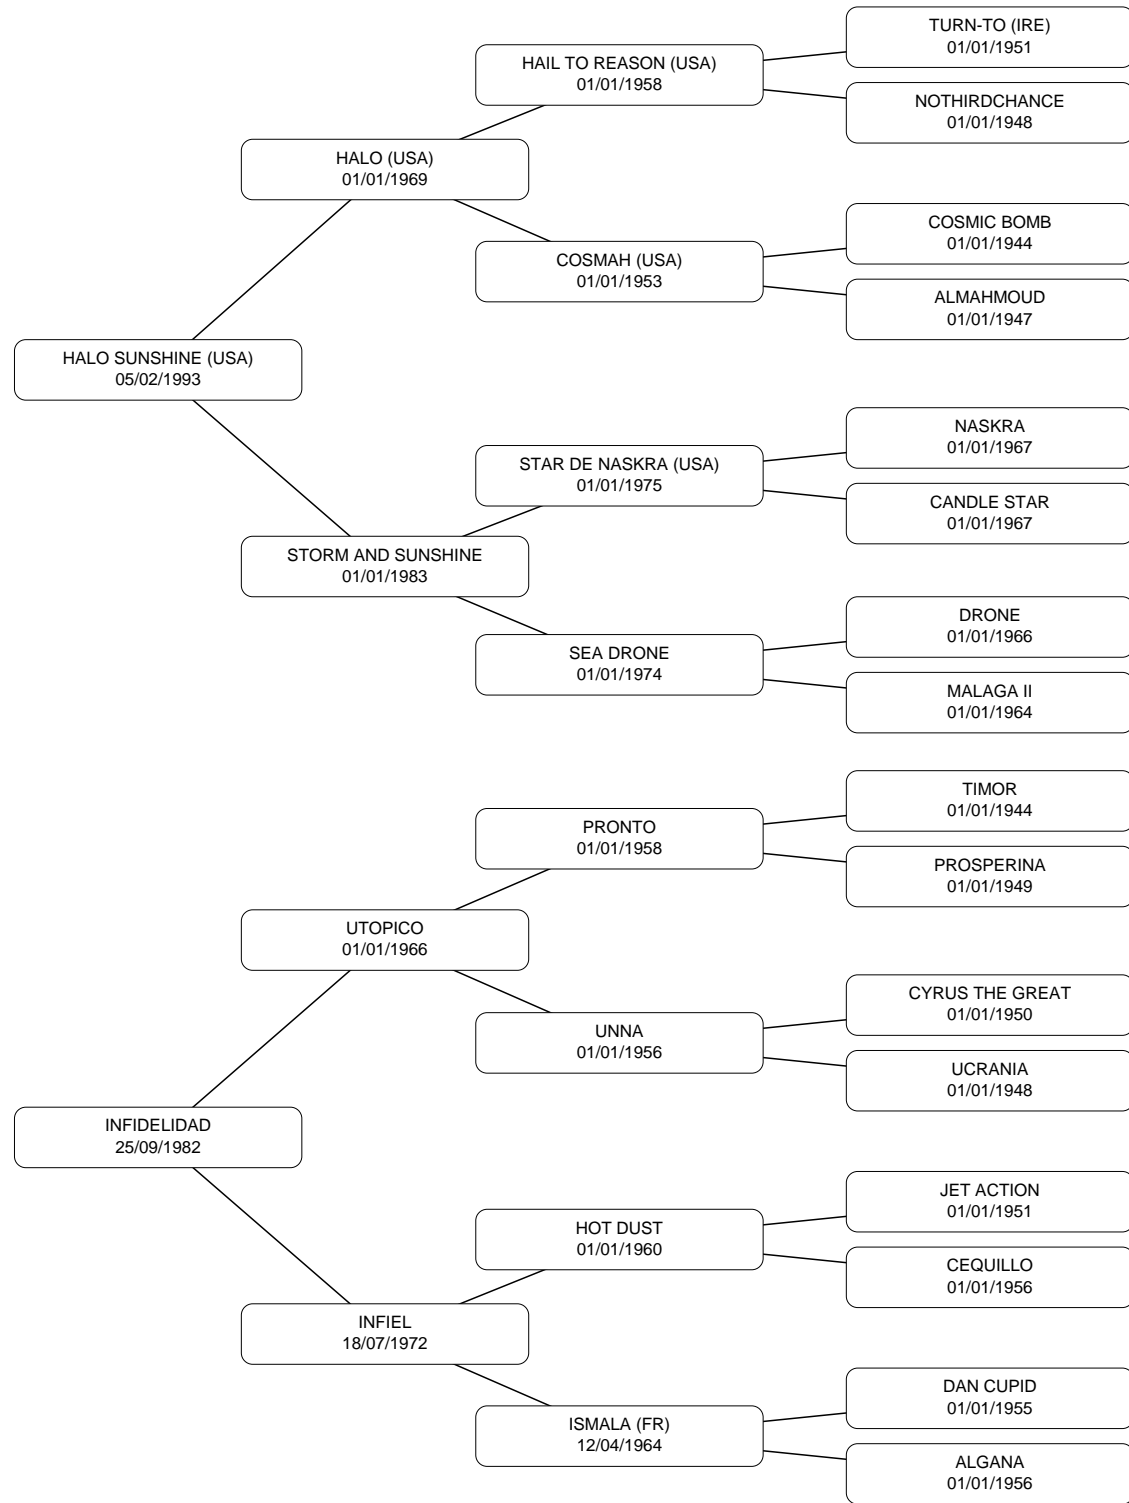 TURN-TO (IRE)
01/01/1951
HAIL TO REASON (USA)
01/01/1958
NOTHIRDCHANCE
01/01/1948
HALO (USA)
01/01/1969
COSMIC BOMB
01/01/1944
COSMAH (USA)
01/01/1953
ALMAHMOUD
01/01/1947
HALO SUNSHINE (USA)
05/02/1993
NASKRA
01/01/1967
STAR DE NASKRA (USA)
01/01/1975
CANDLE STAR
01/01/1967
STORM AND SUNSHINE
01/01/1983
DRONE
01/01/1966
SEA DRONE
01/01/1974
MALAGA II
01/01/1964
TIMOR
01/01/1944
PRONTO
01/01/1958
PROSPERINA
01/01/1949
UTOPICO
01/01/1966
CYRUS THE GREAT
01/01/1950
UNNA
01/01/1956
UCRANIA
01/01/1948
INFIDELIDAD
25/09/1982
JET ACTION
01/01/1951
HOT DUST
01/01/1960
CEQUILLO
01/01/1956
INFIEL
18/07/1972
DAN CUPID
01/01/1955
ISMALA (FR)
12/04/1964
ALGANA
01/01/1956